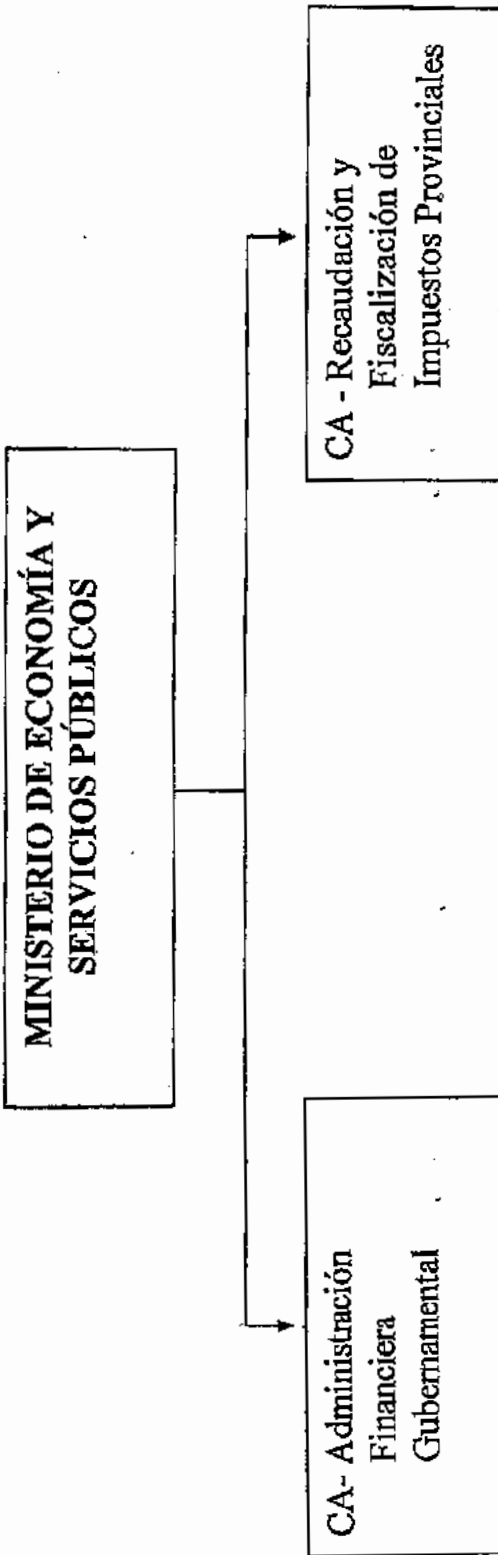 MINISTERIO DE ECONOMÍA Y
SERVICIOS PÚBLICOS
CA- Administración
Financiera
Gubernamental
CA - Recaudación y
Fiscalización de
Impuestos Provinciales